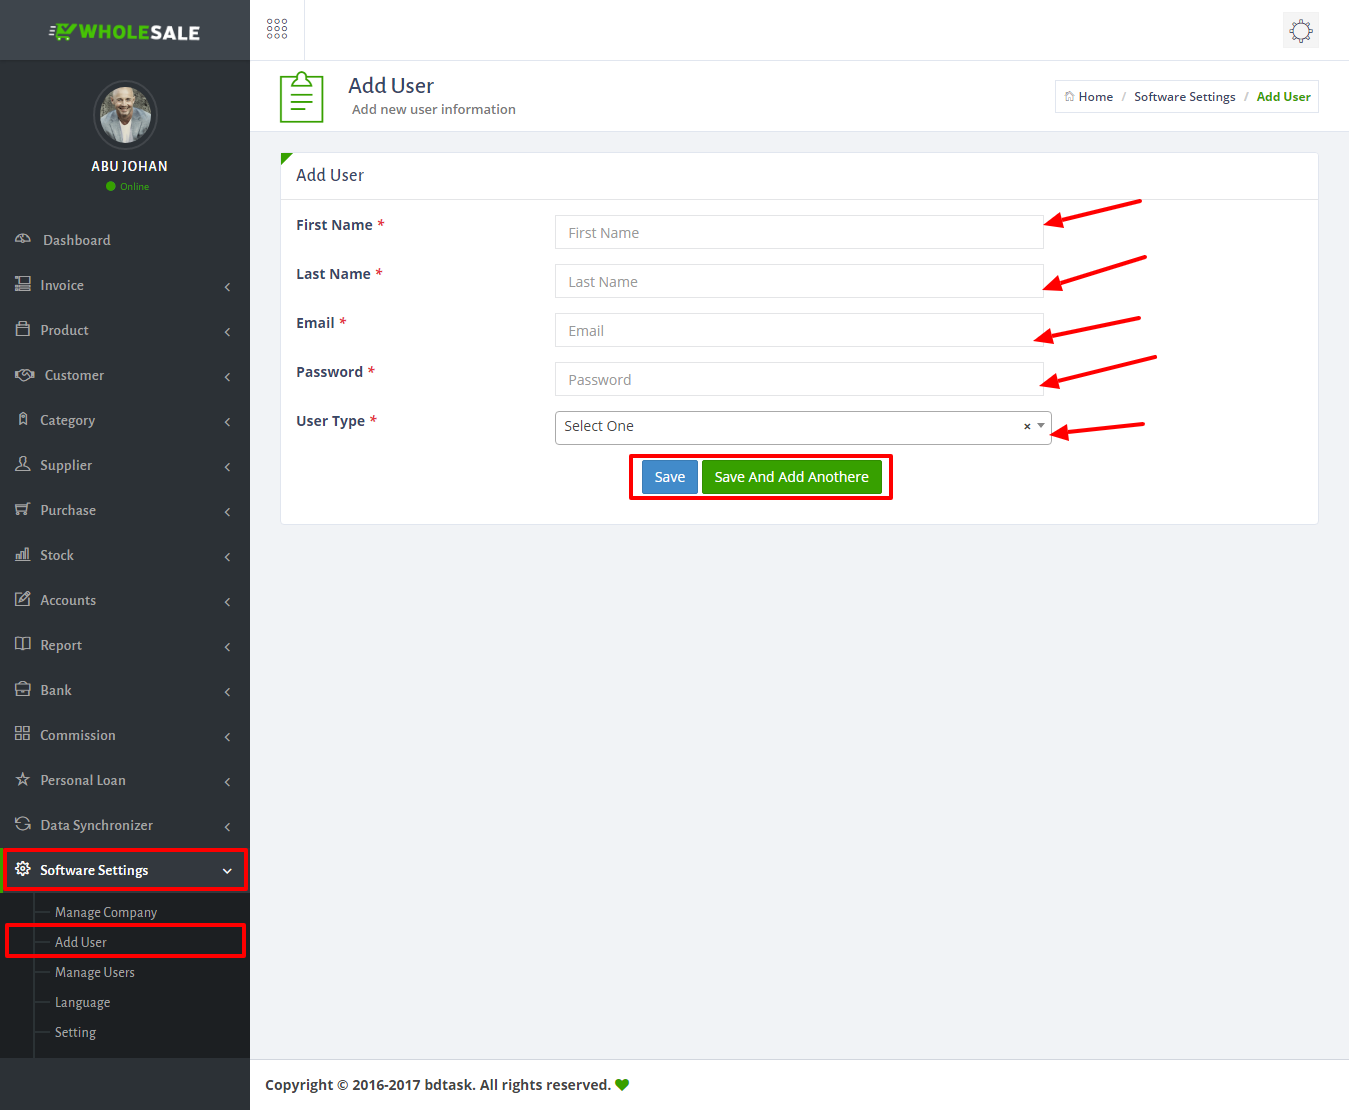 WHOLESALE
ABU JOHAN
Online
Dashboard
Invoice
Product
Customer
Category
Supplier
Purchase
Stock
Accounts
Report
Bank
Commission
Personal Loan
Data Synchronizer
Software Settings
Manage Company
Add User
Manage Users
Language
Setting
Add User
Add new user information
Home / Software Settings / Add User
Add User
First Name * First Name
Last Name * Last Name
Email * Email
Password * Password
User Type * Select One ×
Save Save And Add Anothere
Copyright © 2016-2017 bdtask. All rights reserved.